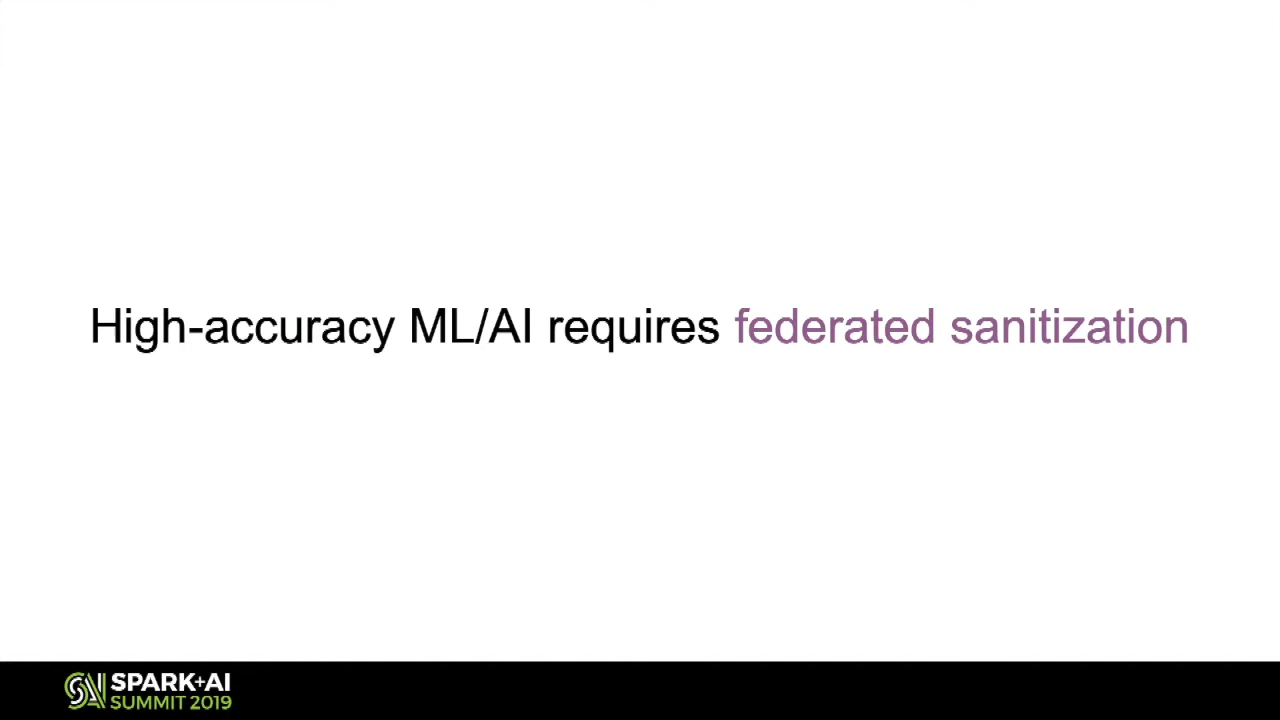 High-accuracy ML/AI requires federated sanitization
SPARK+AI
SUMMIT 2019